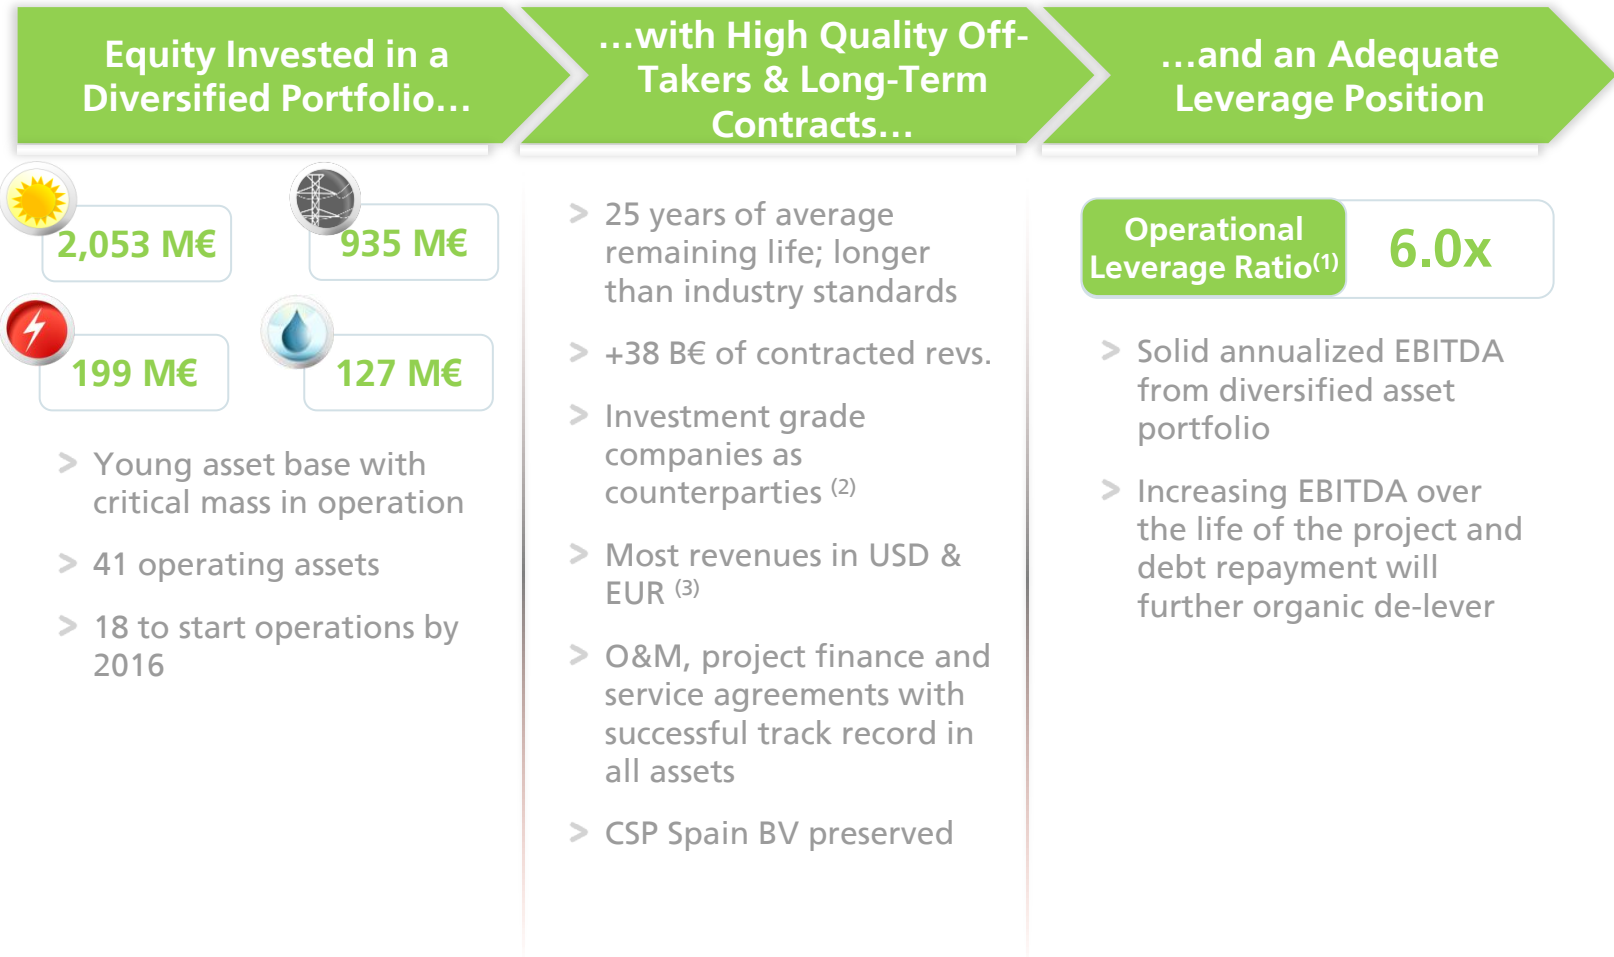 Equity Invested in a
Diversified Portfolio…
…with High Quality Off-
Takers & Long-Term
Contracts…
…and an Adequate
Leverage Position
2,053 M€
935 M€
199 M€
127 M€
> Young asset base with
critical mass in operation
> 41 operating assets
> 18 to start operations by
2016
> 25 years of average
remaining life; longer
than industry standards
> +38 B€ of contracted revs.
> Investment grade
companies as
counterparties (2)
> Most revenues in USD &
EUR (3)
> O&M, project finance and
service agreements with
successful track record in
all assets
> CSP Spain BV preserved
Operational
Leverage Ratio(1)
6.0x
> Solid annualized EBITDA
from diversified asset
portfolio
> Increasing EBITDA over
the life of the project and
debt repayment will
further organic de-lever